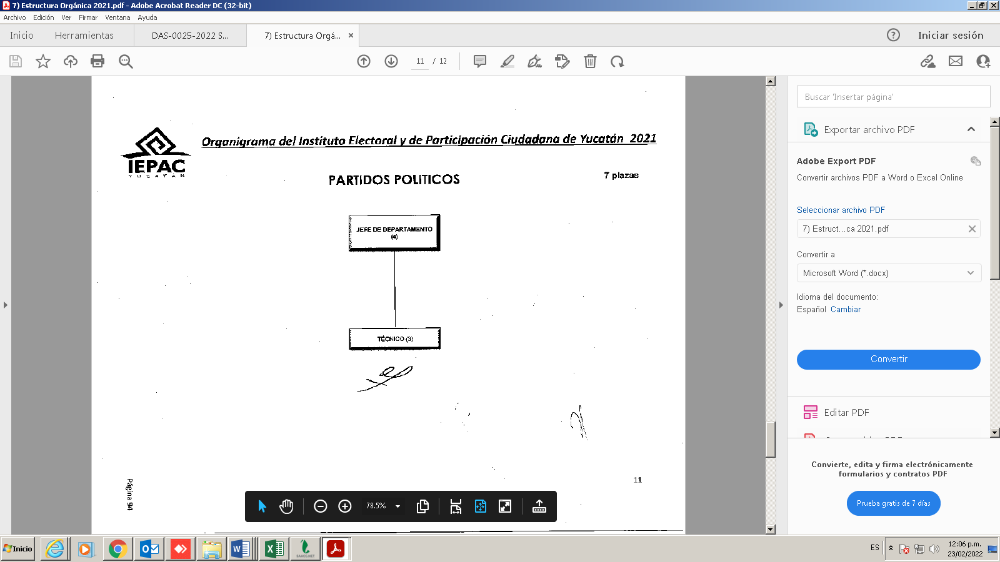 7) Estructura Orgánica 2021.pdf - Adobe Acrobat Reader DC (32-bit)
Archivo Edición Ver Firmar Ventana Ayuda
Inicio Herramientas DAS-0025-2022 S... 7) Estructura Orgá... × Iniciar sesión
11 / 12
Buscar 'Insertar página'
Exportar archivo PDF
Adobe Export PDF
Convertir archivos PDF a Word o Excel Online
Seleccionar archivo PDF
7) Estruct...ca 2021.pdf
Convertir a
Microsoft Word (*.docx)
Idioma del documento:
Español Cambiar
Convertir
Editar PDF
Convierte, edita y firma electrónicamente
formularios y contratos PDF
Prueba gratis de 7 días
IEPAC
YUCATÁN
Organigrama del Instituto Electoral y de Participación Ciudadana de Yucatán 2021
PARTIDOS POLITICOS
7 plazas
JEFE DE DEPARTAMENTO
(4)
TÉCNICO (3)
Página 94
11
78.5%
Inicio
SAACG.NET
ES
12:06 p.m.
23/02/2022